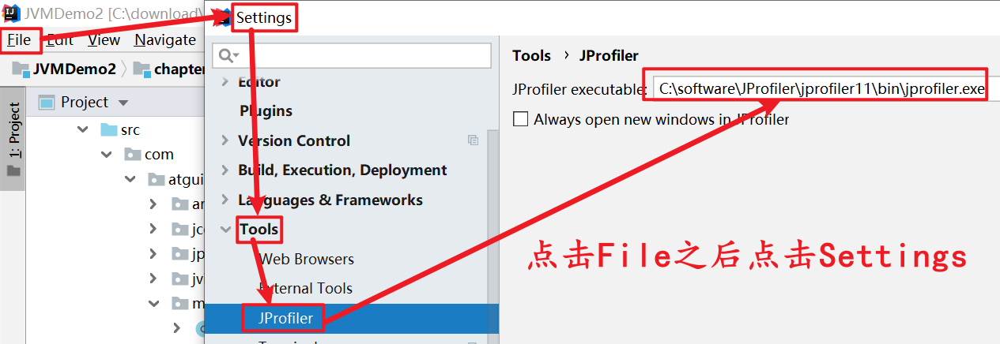 JVMDemo2 [C:\download\
File Edit View Navigate
JVMDemo2 chapter
1: Project
Project
src
com
atgui
jp
jv
m
Settings
Editor
Plugins
Version Control
Build, Execution, Deployment
Languages & Frameworks
Tools
Web Browsers
External Tools
JProfiler
Tools › JProfiler
JProfiler executable: C:\software\JProfiler\jprofiler11\bin\jprofiler.exe
Always open new windows in JProfiler
点击File之后点击Settings